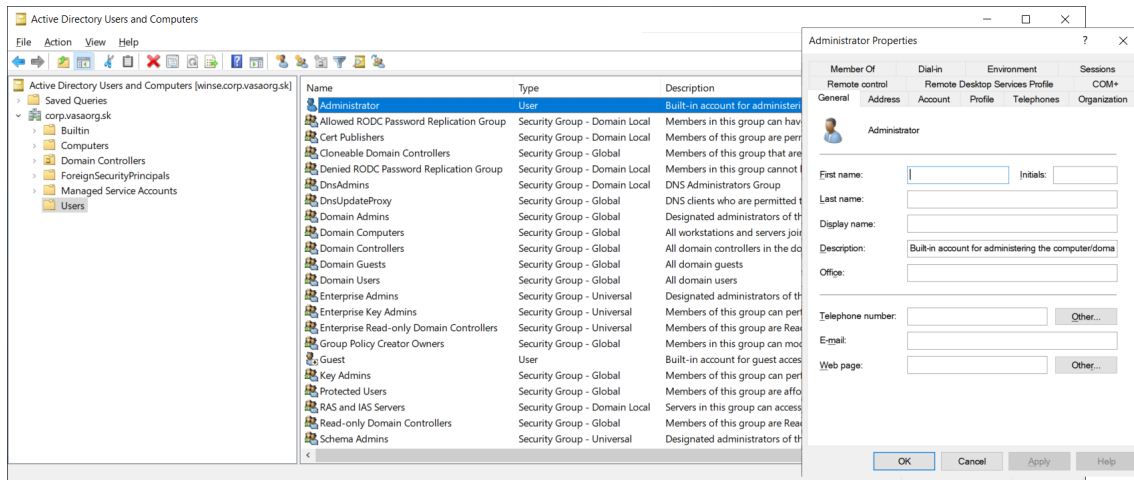 Active Directory Users and Computers
File Action View Help
Active Directory Users and Computers [winse.corp.vasaorg.sk]
Saved Queries
corp.vasaorg.sk
Builtin
Computers
Domain Controllers
ForeignSecurityPrincipals
Managed Service Accounts
Users
Name Type Description
Administrator User Built-in account for administeri
Allowed RODC Password Replication Group Security Group - Domain Local Members in this group can hav
Cert Publishers Security Group - Domain Local Members of this group are perr
Cloneable Domain Controllers Security Group - Global Members of this group that are
Denied RODC Password Replication Group Security Group - Domain Local Members in this group cannot
DnsAdmins Security Group - Domain Local DNS Administrators Group
DnsUpdateProxy Security Group - Global DNS clients who are permitted t
Domain Admins Security Group - Global Designated administrators of th
Domain Computers Security Group - Global All workstations and servers join
Domain Controllers Security Group - Global All domain controllers in the do
Domain Guests Security Group - Global All domain guests
Domain Users Security Group - Global All domain users
Enterprise Admins Security Group - Universal Designated administrators of th
Enterprise Key Admins Security Group - Universal Members of this group can perf
Enterprise Read-only Domain Controllers Security Group - Universal Members of this group are Read
Group Policy Creator Owners Security Group - Global Members in this group can mod
Guest User Built-in account for guest acces
Key Admins Security Group - Global Members of this group can perf
Protected Users Security Group - Global Members of this group are affo
RAS and IAS Servers Security Group - Domain Local Servers in this group can access
Read-only Domain Controllers Security Group - Global Members of this group are Read
Schema Admins Security Group - Universal Designated administrators of th
Administrator Properties
Member Of Dial-in Environment Sessions
Remote control Remote Desktop Services Profile COM+
General Address Account Profile Telephones Organization
Administrator
First name: Initials:
Last name:
Display name:
Description: Built-in account for administering the computer/doma
Office:
Telephone number: Other...
E-mail:
Web page: Other...
OK Cancel Apply Help